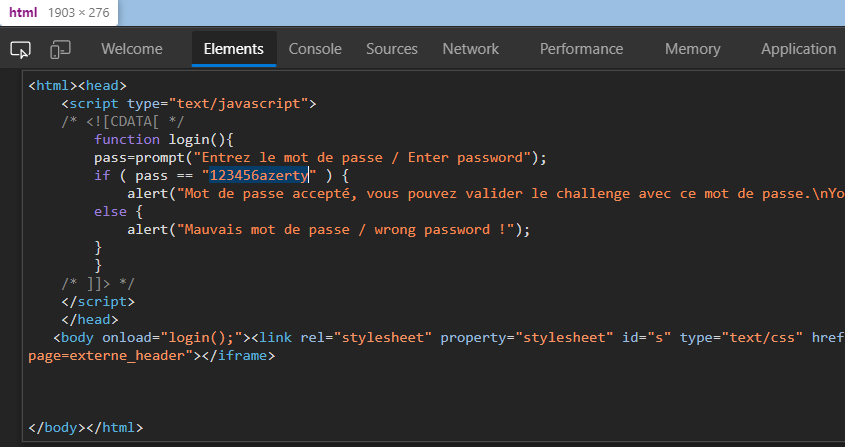 html 1903 × 276
Welcome Elements Console Sources Network Performance Memory Application
<html><head>
<script type="text/javascript">
/* <![CDATA[ */
function login(){
pass=prompt("Entrez le mot de passe / Enter password");
if ( pass == "123456azerty" ) {
alert("Mot de passe accepté, vous pouvez valider le challenge avec ce mot de passe.\nYo
else {
alert("Mauvais mot de passe / wrong password !");
}
}
/* ]]> */
</script>
</head>
<body onload="login();"><link rel="stylesheet" property="stylesheet" id="s" type="text/css" href
page=externe_header"></iframe>
</body></html>